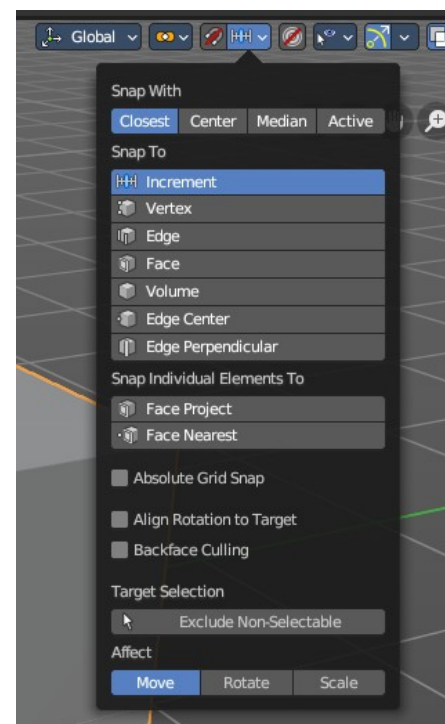 Global
Snap With
Closest Center Median Active
Snap To
Increment
Vertex
Edge
Face
Volume
Edge Center
Edge Perpendicular
Snap Individual Elements To
Face Project
Face Nearest
Absolute Grid Snap
Align Rotation to Target
Backface Culling
Target Selection
Exclude Non-Selectable
Affect
Move Rotate Scale